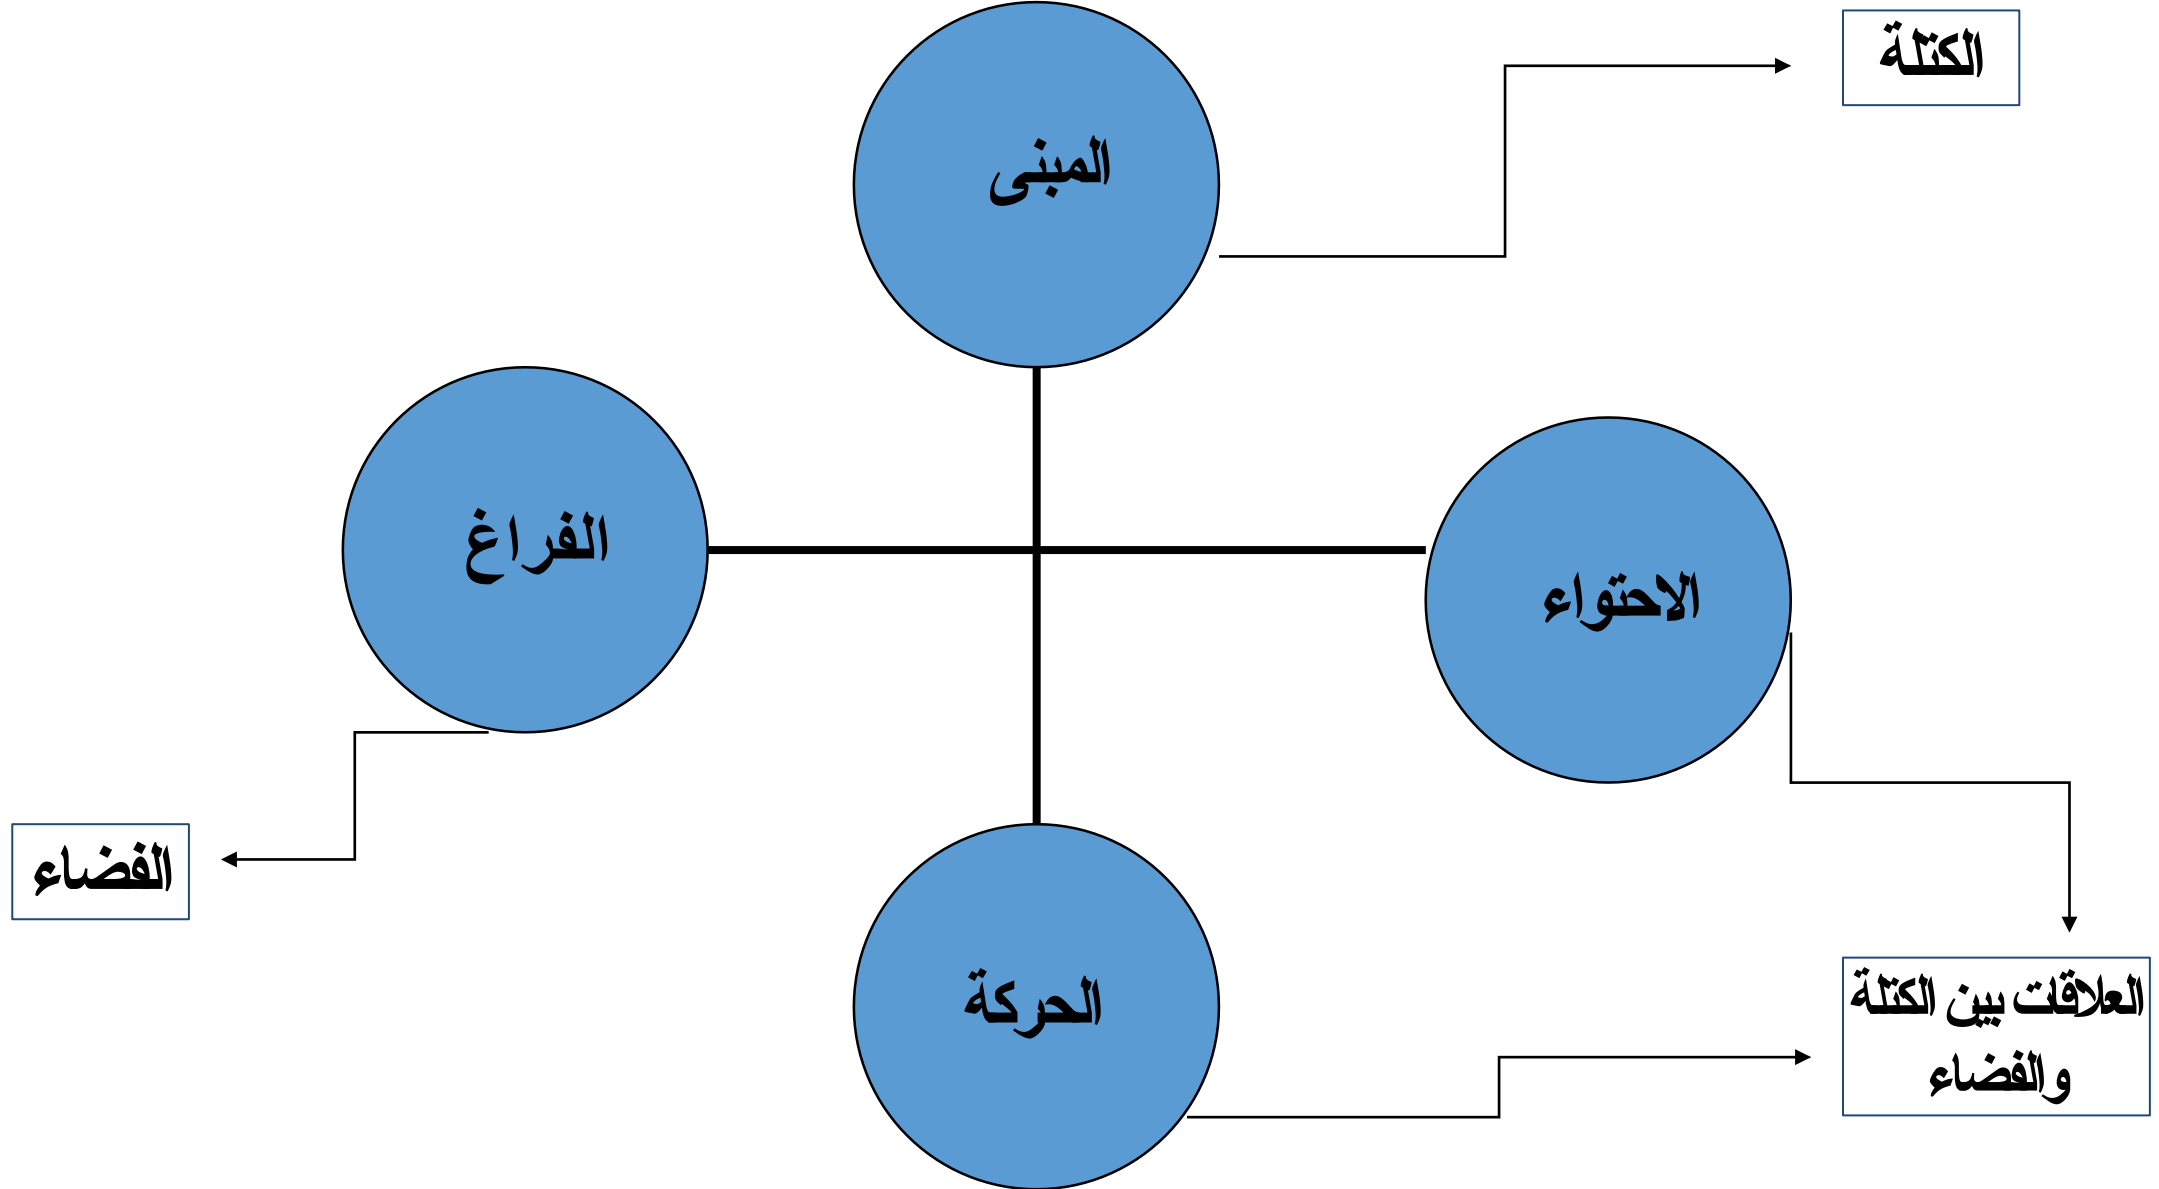 الكتلة
المبنى
الفراغ
الاحتواء
الفضاء
الحركة
العلاقات بين الكتلة
والفضاء